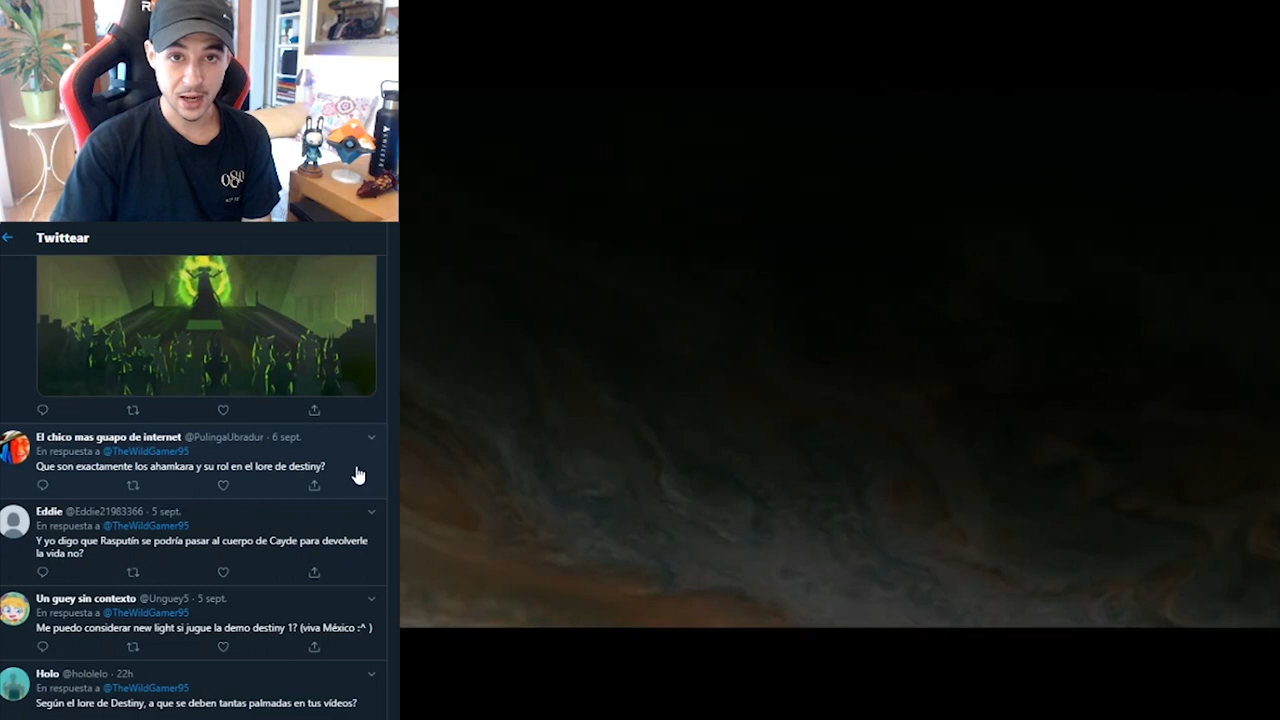 R
080
DESTINY
Twittear
El chico mas guapo de internet @PulingaUbradur · 6 sept.
En respuesta a @TheWildGamer95
Que son exactamente los ahamkara y su rol en el lore de destiny?
Eddie @Eddie21983366 · 5 sept.
En respuesta a @TheWildGamer95
Y yo digo que Rasputín se podría pasar al cuerpo de Cayde para devolverle
la vida no?
Un guey sin contexto @Unguey5 · 5 sept.
En respuesta a @TheWildGamer95
Me puedo considerar new light si jugue la demo destiny 1? (viva México :^ )
Holo @hololelo · 22h
En respuesta a @TheWildGamer95
Según el lore de Destiny, a que se deben tantas palmadas en tus vídeos?